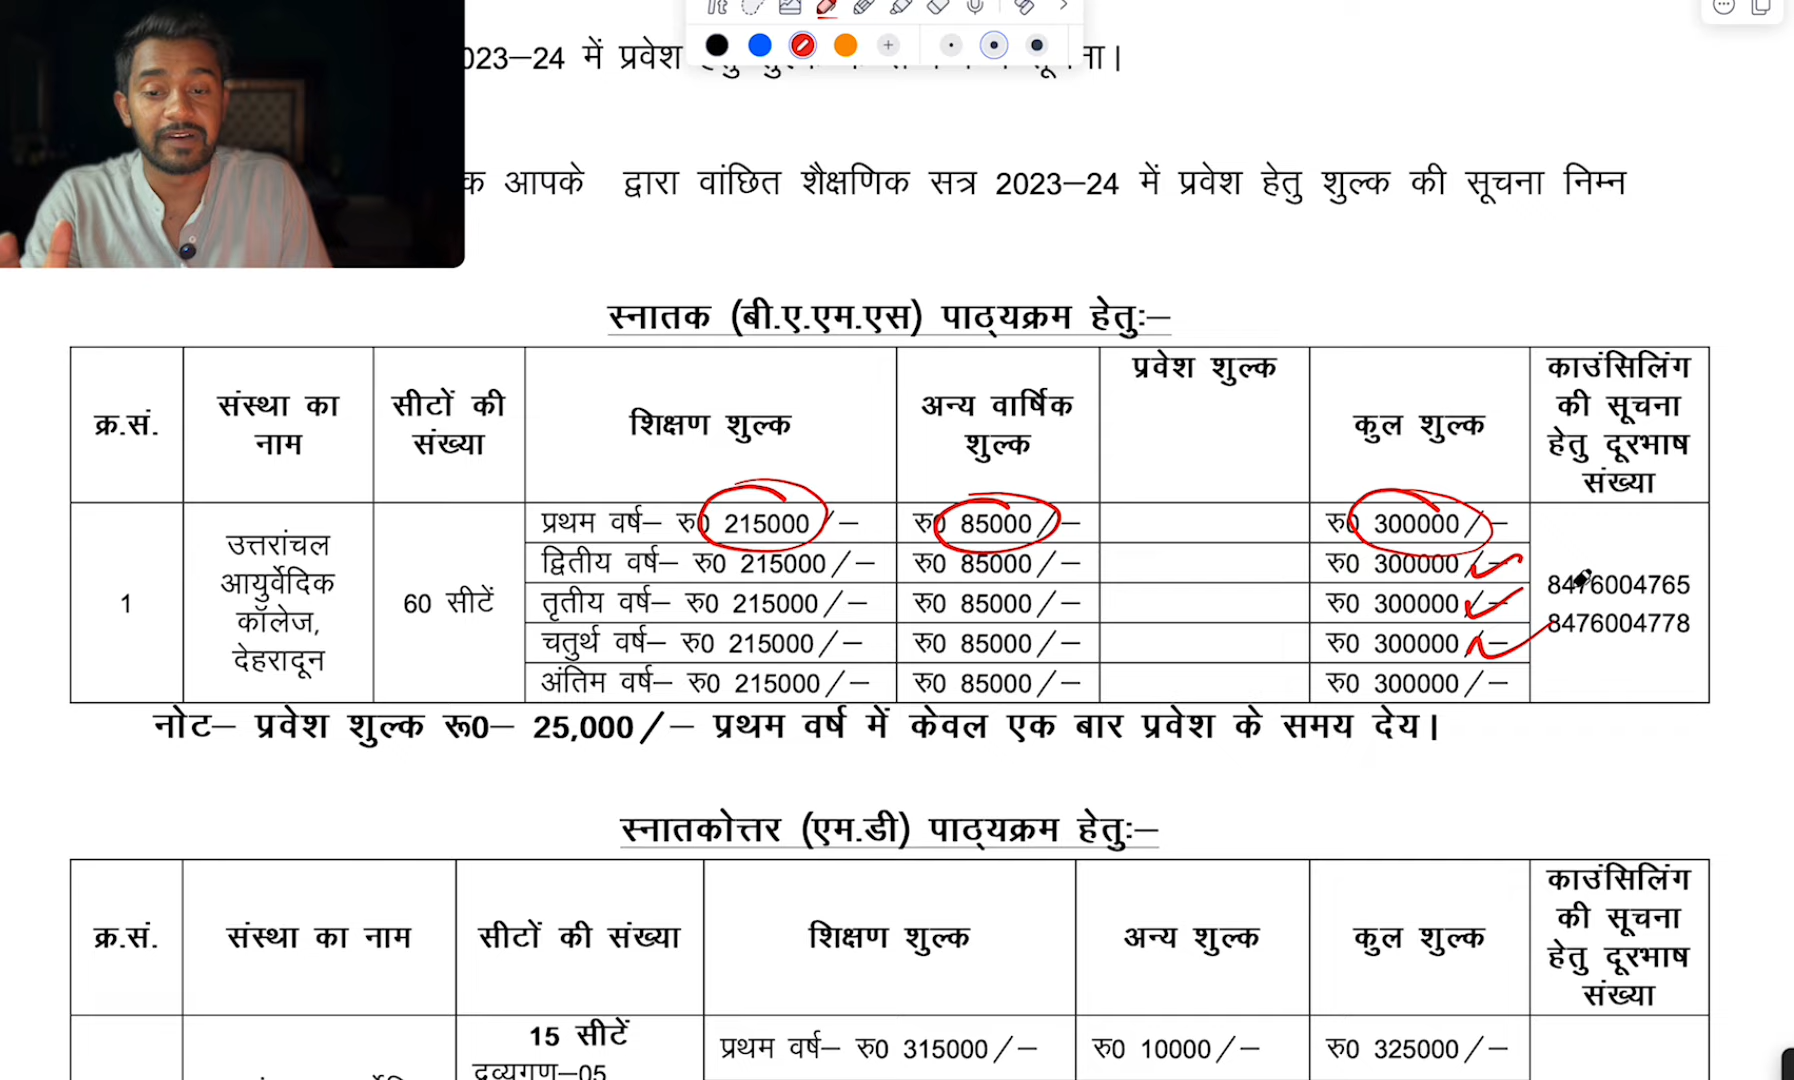 023–24 में प्रवेश
क आपके द्वारा वांछित शैक्षणिक सत्र 2023–24 में प्रवेश हेतु शुल्क की सूचना निम्न
स्नातक (बी.ए.एम.एस) पाठ्यक्रम हेतुः–
क्र.सं.
संस्था का
नाम
सीटों की
संख्या
शिक्षण शुल्क
अन्य वार्षिक
शुल्क
प्रवेश शुल्क
कुल शुल्क
काउंसिलिंग
की सूचना
हेतु दूरभाष
संख्या
1
उत्तरांचल
आयुर्वेदिक
कॉलेज,
देहरादून
60 सीटें
प्रथम वर्ष– रु0 215000/–
रु0 85000/–
रु0 300000/–
द्वितीय वर्ष– रु0 215000/–
रु0 85000/–
रु0 300000/–
तृतीय वर्ष– रु0 215000/–
रु0 85000/–
रु0 300000/–
चतुर्थ वर्ष– रु0 215000/–
रु0 85000/–
रु0 300000/–
अंतिम वर्ष– रु0 215000/–
रु0 85000/–
रु0 300000/–
8476004765
8476004778
नोट– प्रवेश शुल्क रू0– 25,000/– प्रथम वर्ष में केवल एक बार प्रवेश के समय देय।
स्नातकोत्तर (एम.डी) पाठ्यक्रम हेतुः–
क्र.सं.
संस्था का नाम
सीटों की संख्या
शिक्षण शुल्क
अन्य शुल्क
कुल शुल्क
काउंसिलिंग
की सूचना
हेतु दूरभाष
संख्या
15 सीटें
द्रव्यगुण–05
प्रथम वर्ष– रु0 315000/–
रु0 10000/–
रु0 325000/–